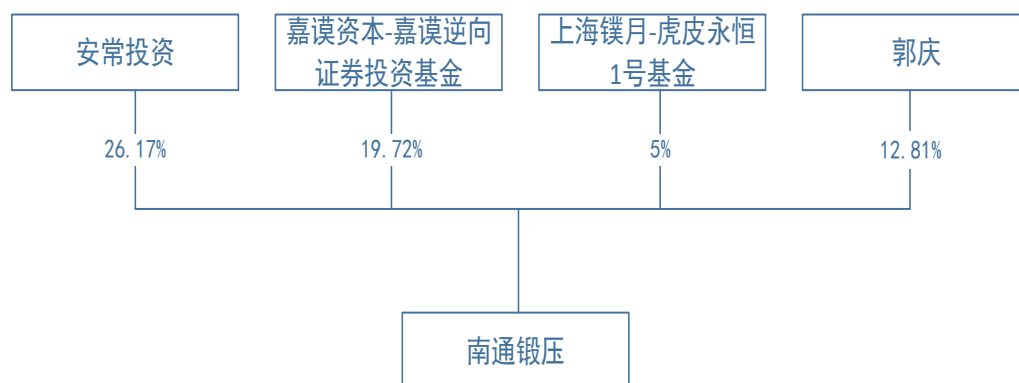 安常投资
嘉谟资本-嘉谟逆向
证券投资基金
上海镤月-虎皮永恒
1号基金
郭庆
26.17%
19.72%
5%
12.81%
南通锻压